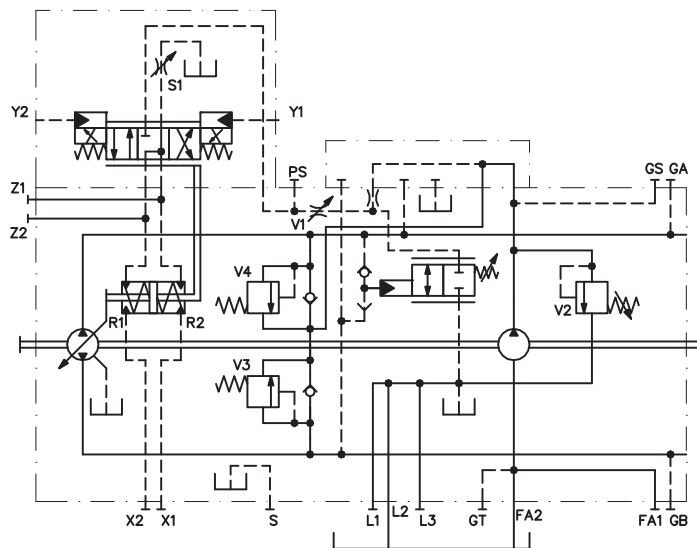 S1
Y2
Y1
PS
GS GA
Z1
V1
Z2
V4
V2
R1
R2
V3
X2 X1
S
L1 L2 L3
GT
FA2
FA1 GB